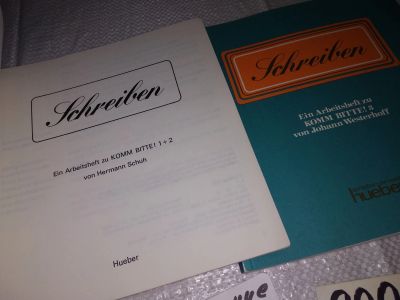 Schreiben
Ein Arbeitsheft zu KOMM BITTE! 1+2
von Hermann Schuh
Hueber
Schreiben
Ein Arbeitsheft zu
KOMM BITTE! 3
von Johann Westerhoff
hueber